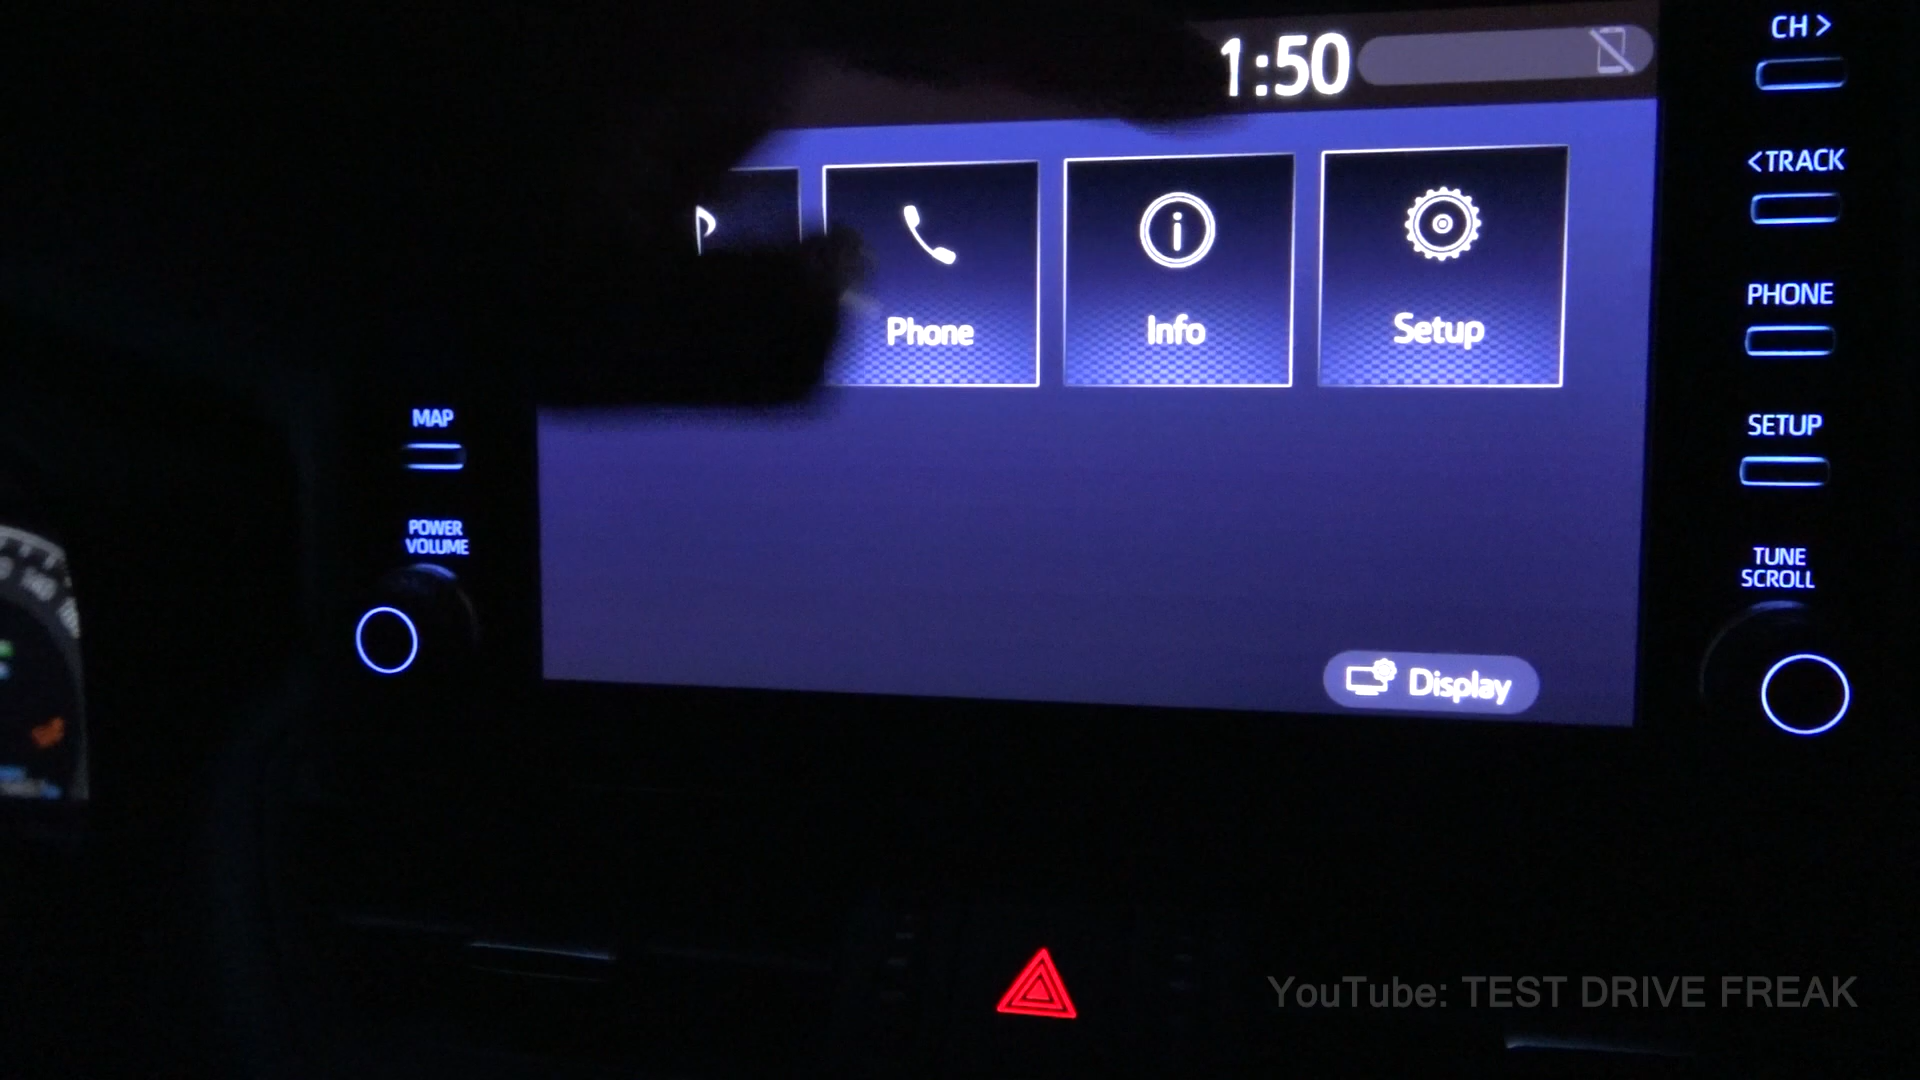 1:50
CH >
<TRACK
PHONE
SETUP
TUNE
SCROLL
MAP
POWER
VOLUME
Phone
Info
Setup
Display
140
YouTube: TEST DRIVE FREAK